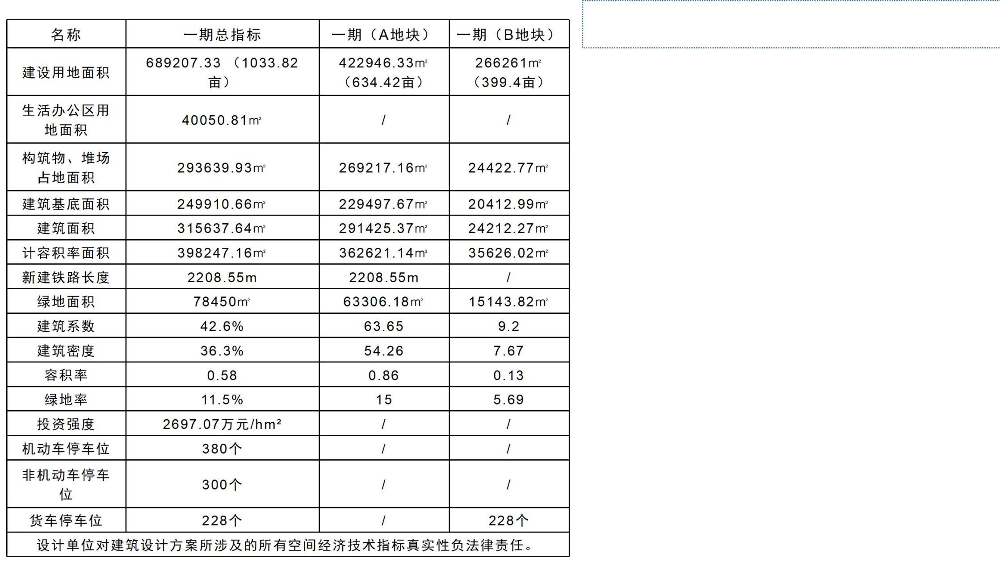 名称 一期总指标 一期（A地块） 一期（B地块）
建设用地面积 689207.33 （1033.82亩） 422946.33㎡（634.42亩） 266261㎡（399.4亩）
生活办公区用地面积 40050.81㎡ / /
构筑物、堆场占地面积 293639.93㎡ 269217.16㎡ 24422.77㎡
建筑基底面积 249910.66㎡ 229497.67㎡ 20412.99㎡
建筑面积 315637.64㎡ 291425.37㎡ 24212.27㎡
计容积率面积 398247.16㎡ 362621.14㎡ 35626.02㎡
新建铁路长度 2208.55m 2208.55m /
绿地面积 78450㎡ 63306.18㎡ 15143.82㎡
建筑系数 42.6% 63.65 9.2
建筑密度 36.3% 54.26 7.67
容积率 0.58 0.86 0.13
绿地率 11.5% 15 5.69
投资强度 2697.07万元/hm² / /
机动车停车位 380个 / /
非机动车停车位 300个 / /
货车停车位 228个 / 228个
设计单位对建筑设计方案所涉及的所有空间经济技术指标真实性负法律责任。